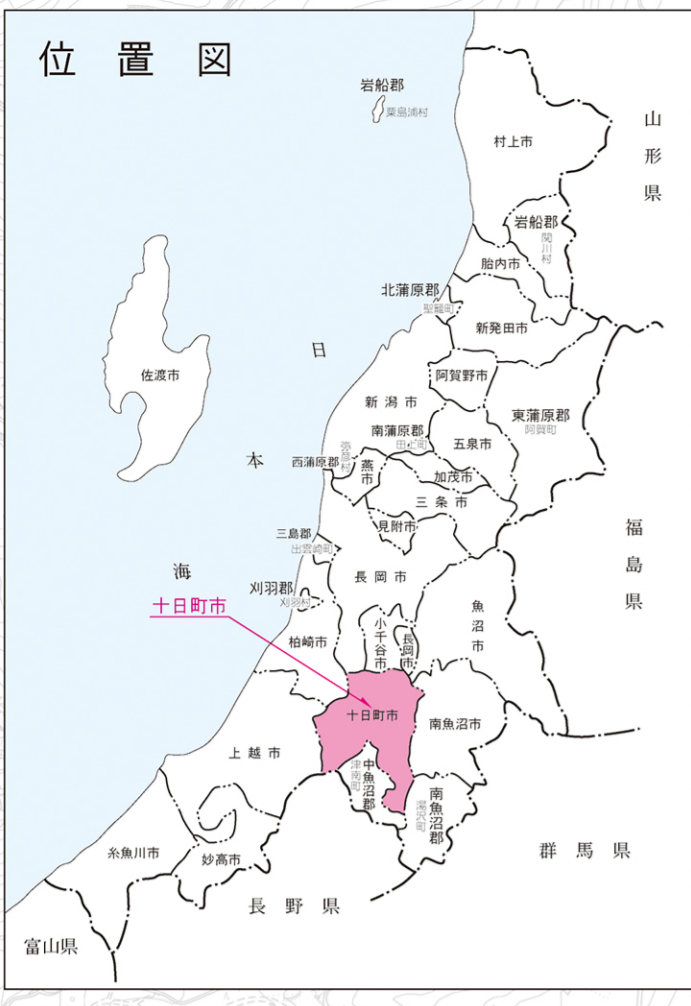 位置図
岩船郡
粟島浦村
村上市
山形県
岩船郡
関川村
胎内市
北蒲原郡
聖籠町
新発田市
日本海
佐渡市
阿賀野市
新潟市
東蒲原郡
阿賀町
南蒲原郡
田上町
五泉市
西蒲原郡
弥彦村
燕市
加茂市
三条市
見附市
三島郡
出雲崎町
福島県
長岡市
刈羽郡
刈羽村
十日町市
魚沼市
小千谷市
長岡市
柏崎市
十日町市
南魚沼市
上越市
津南町
中魚沼郡
南魚沼郡
湯沢町
糸魚川市
妙高市
群馬県
長野県
富山県